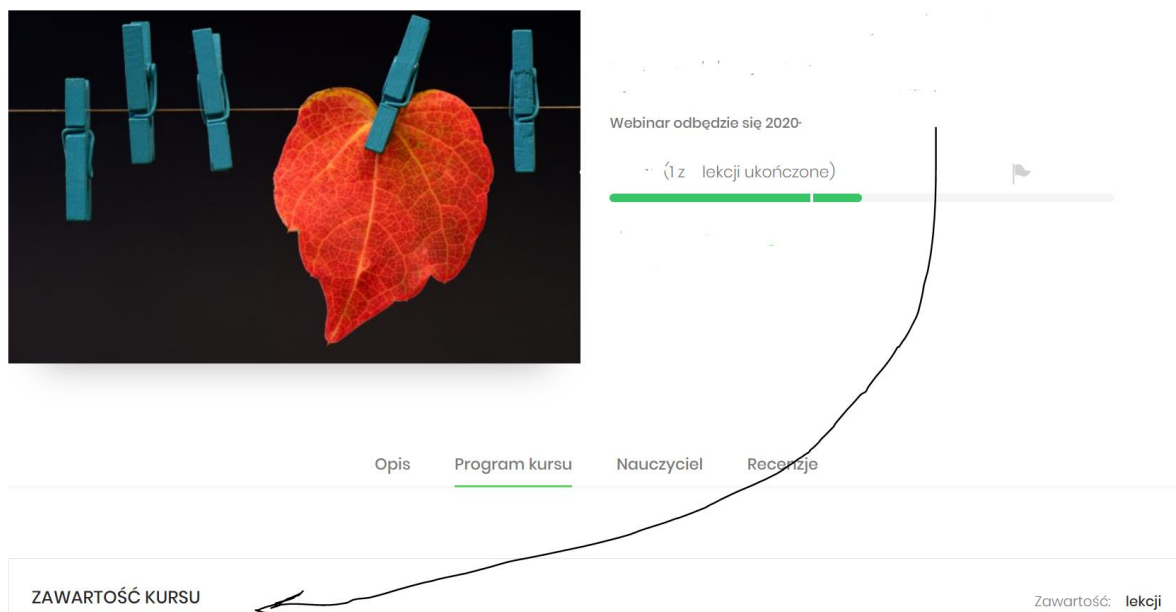 Webinar odbędzie się 2020-
(1 z lekcji ukończone)
Opis Program kursu Nauczyciel Recenzje
ZAWARTOŚĆ KURSU Zawartość: lekcji